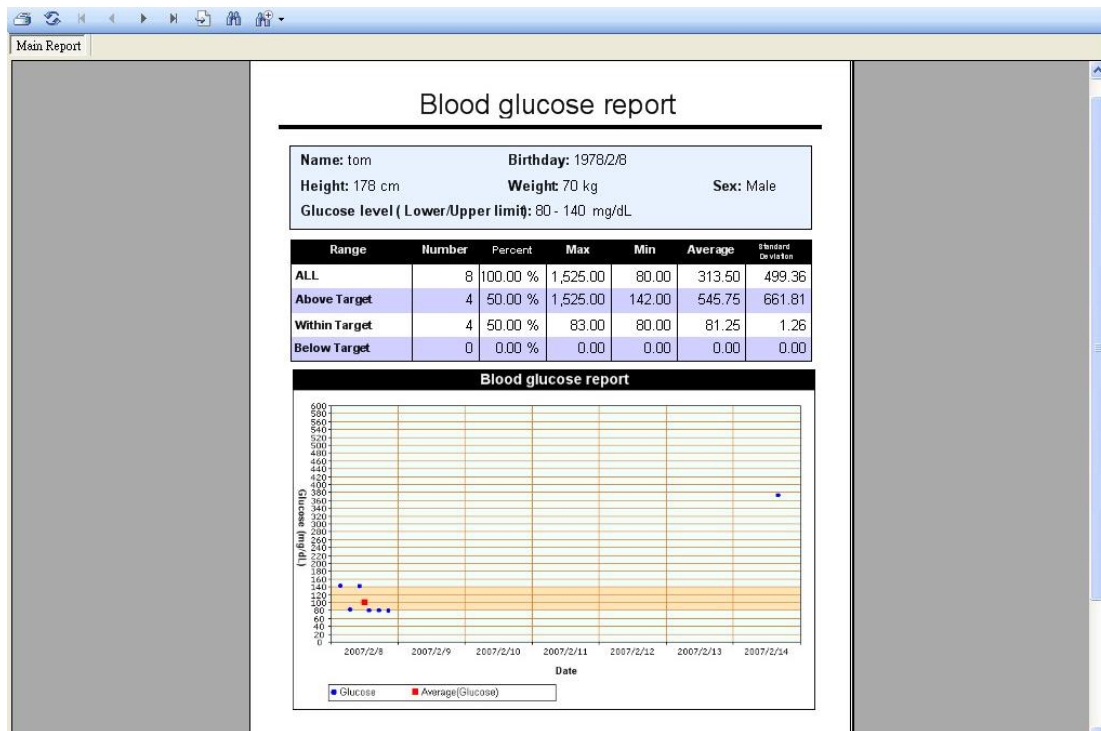 Main Report
Blood glucose report
Name: tom Birthday: 1978/2/8
Height: 178 cm Weight: 70 kg Sex: Male
Glucose level ( Lower/Upper limit): 80 - 140 mg/dL
Range Number Percent Max Min Average Standard Deviation
ALL 8 100.00 % 1,525.00 80.00 313.50 499.36
Above Target 4 50.00 % 1,525.00 142.00 545.75 661.81
Within Target 4 50.00 % 83.00 80.00 81.25 1.26
Below Target 0 0.00 % 0.00 0.00 0.00 0.00
Blood glucose report
600
580
560
540
520
500
480
460
440
420
400
380
360
340
320
300
280
260
240
220
200
180
160
140
120
100
80
60
40
20
0
Glucose (mg/dL)
2007/2/8 2007/2/9 2007/2/10 2007/2/11 2007/2/12 2007/2/13 2007/2/14
Date
Glucose Average(Glucose)